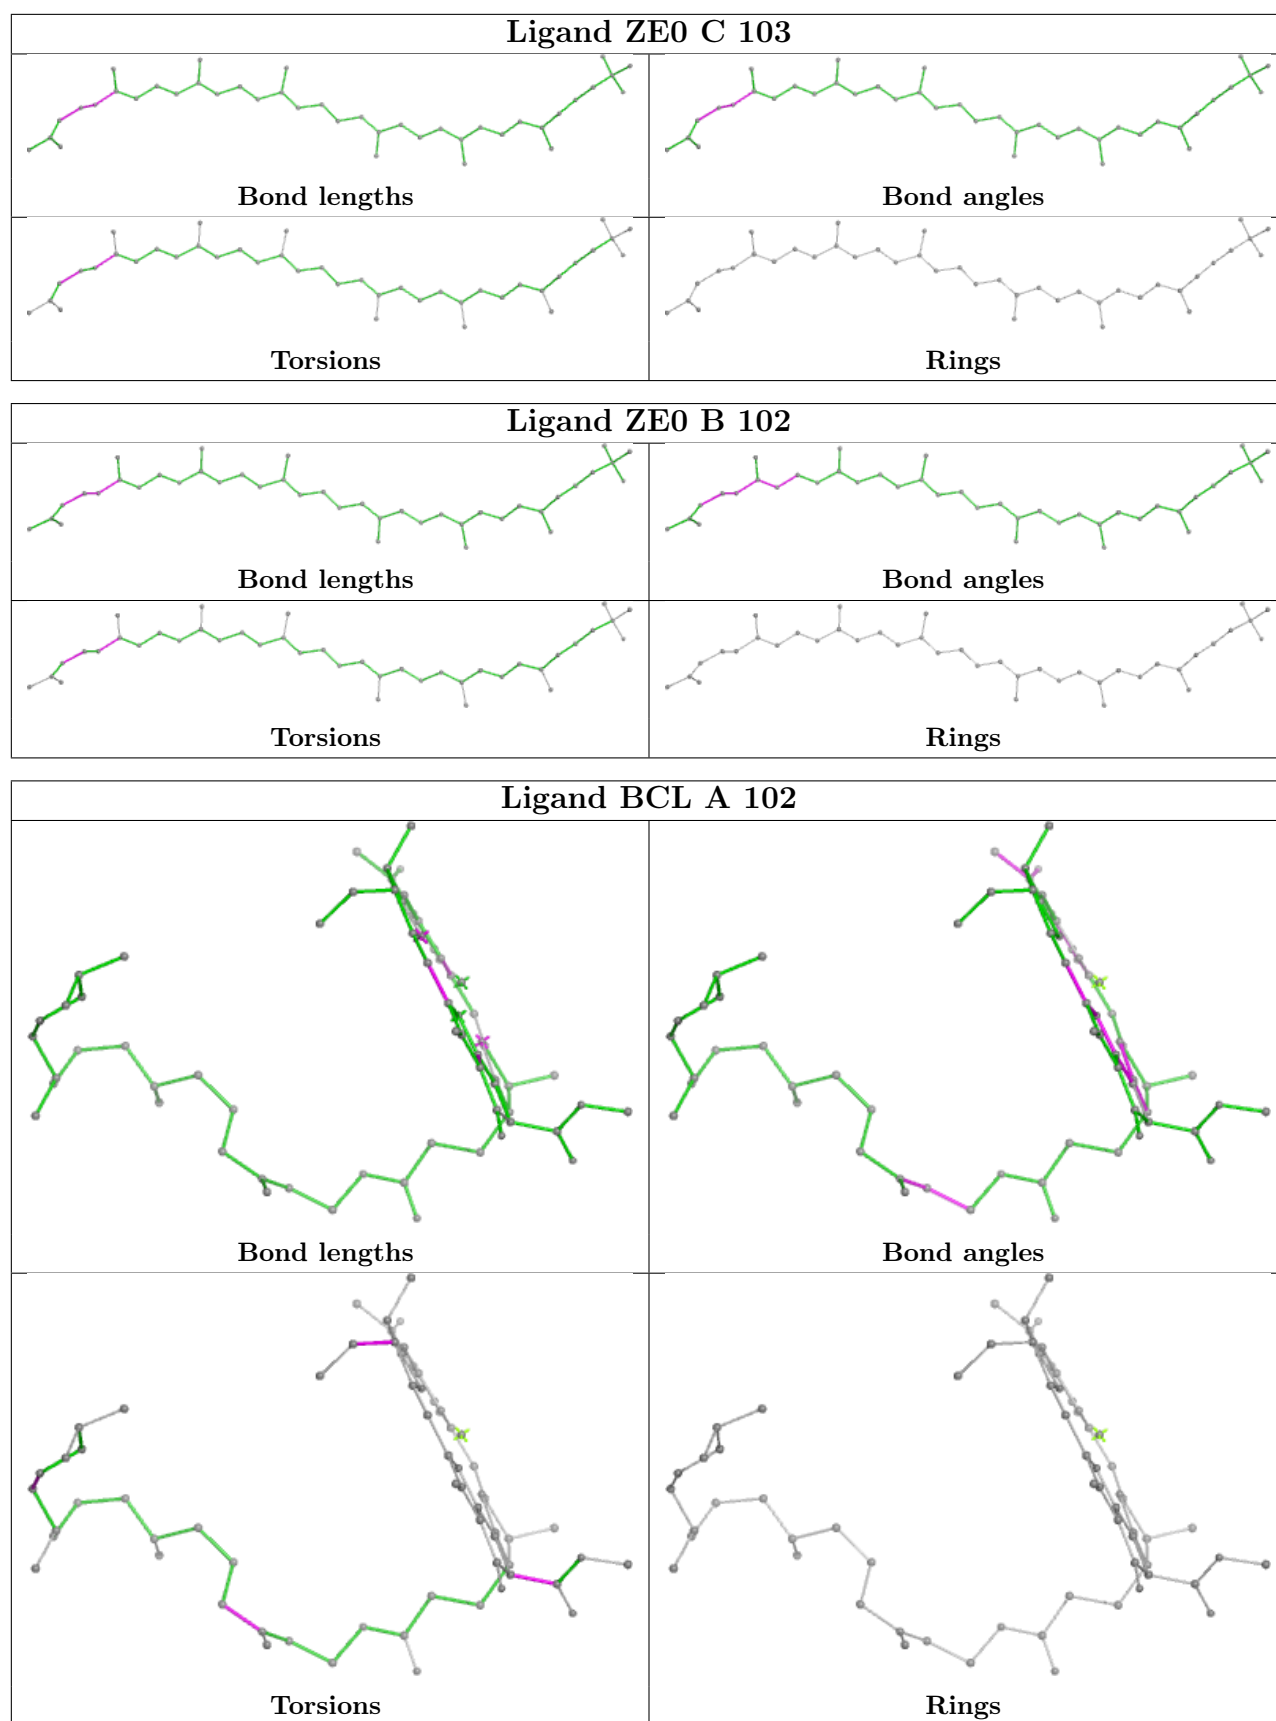 Ligand ZE0 C 103
Bond lengths
Bond angles
Torsions
Rings
Ligand ZE0 B 102
Bond lengths
Bond angles
Torsions
Rings
Ligand BCL A 102
Bond lengths
Bond angles
Torsions
Rings